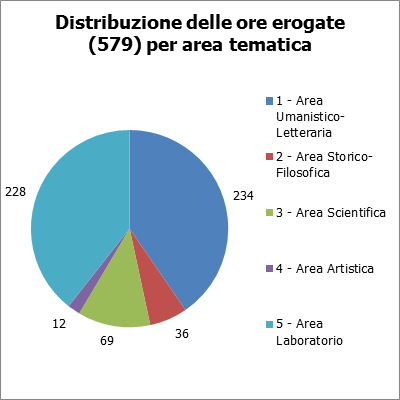 Distribuzione delle ore erogate
(579) per area tematica
1 - Area
Umanistico-
Letteraria
2 - Area Storico-
Filosofica
3 - Area Scientifica
4 - Area Artistica
5 - Area
Laboratorio
228
234
12
69
36